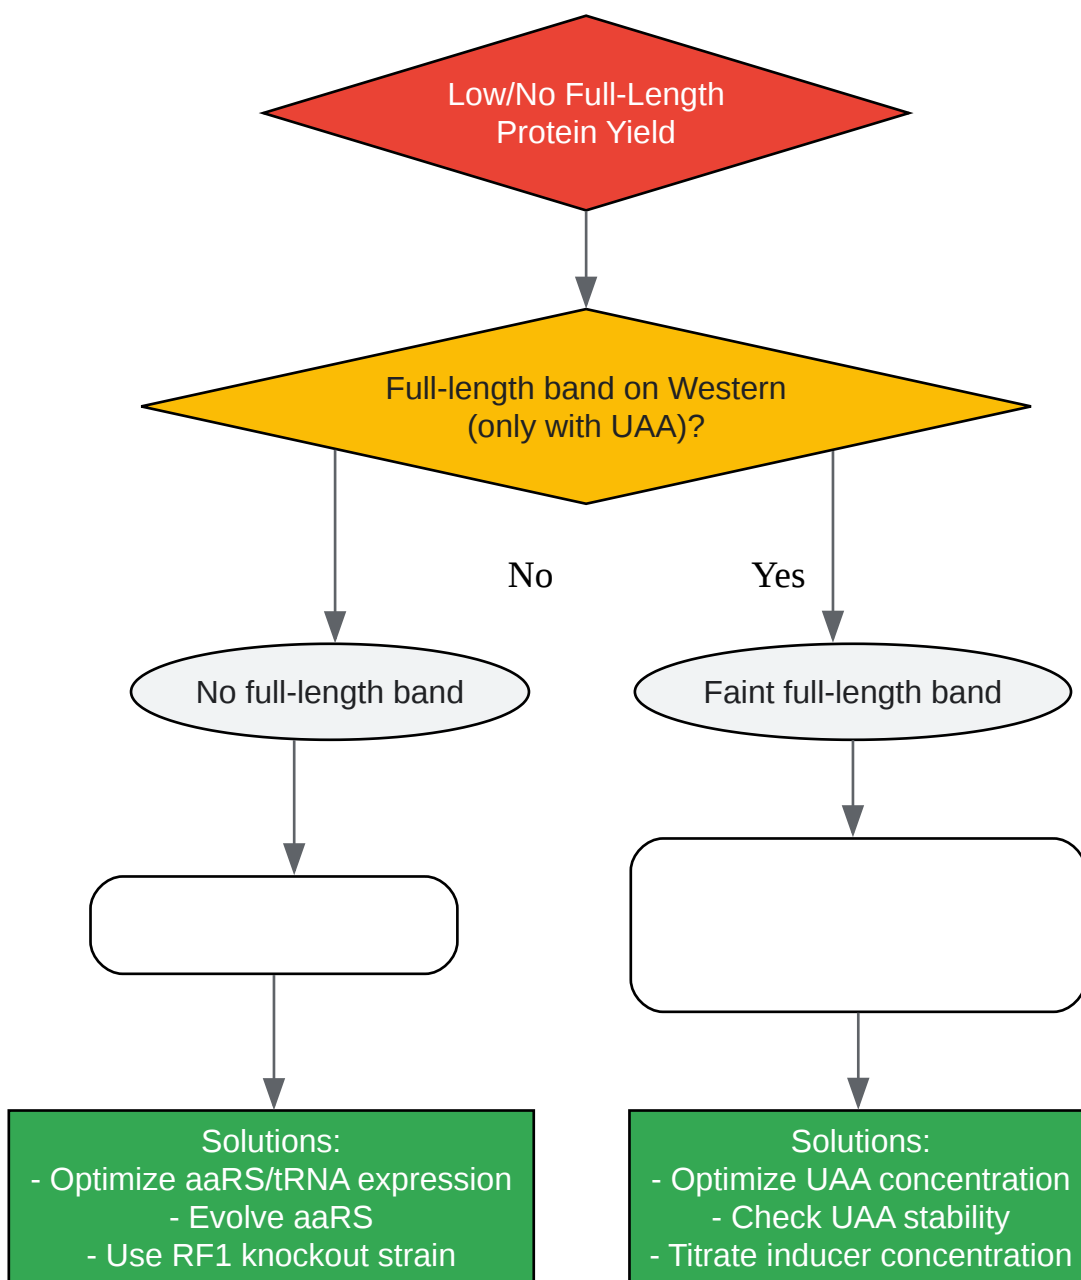 Low/No Full-Length
Protein Yield
Full-length band on Western
(only with UAA)?
No
Yes
No full-length band
Faint full-length band
Solutions:
- Optimize aaRS/tRNA expression
- Evolve aaRS
- Use RF1 knockout strain
Solutions:
- Optimize UAA concentration
- Check UAA stability
- Titrate inducer concentration